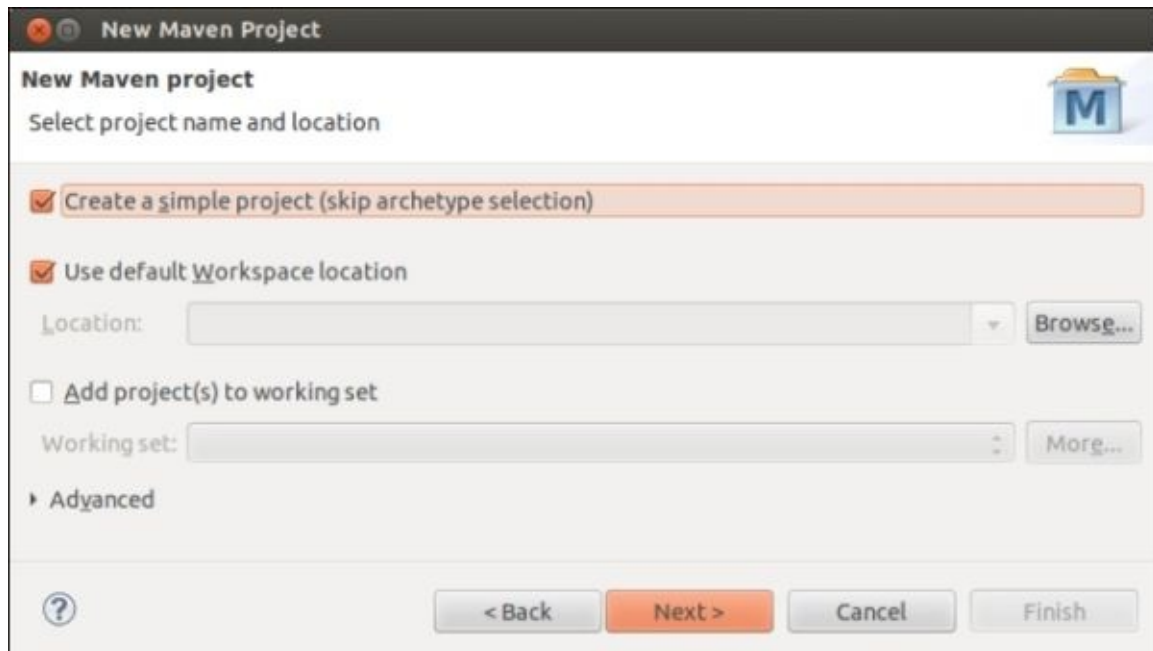 New Maven Project
New Maven project
Select project name and location
M
Create a simple project (skip archetype selection)
Use default Workspace location
Location:
Browse...
Add project(s) to working set
Working set:
More...
Advanced
?
< Back
Next >
Cancel
Finish